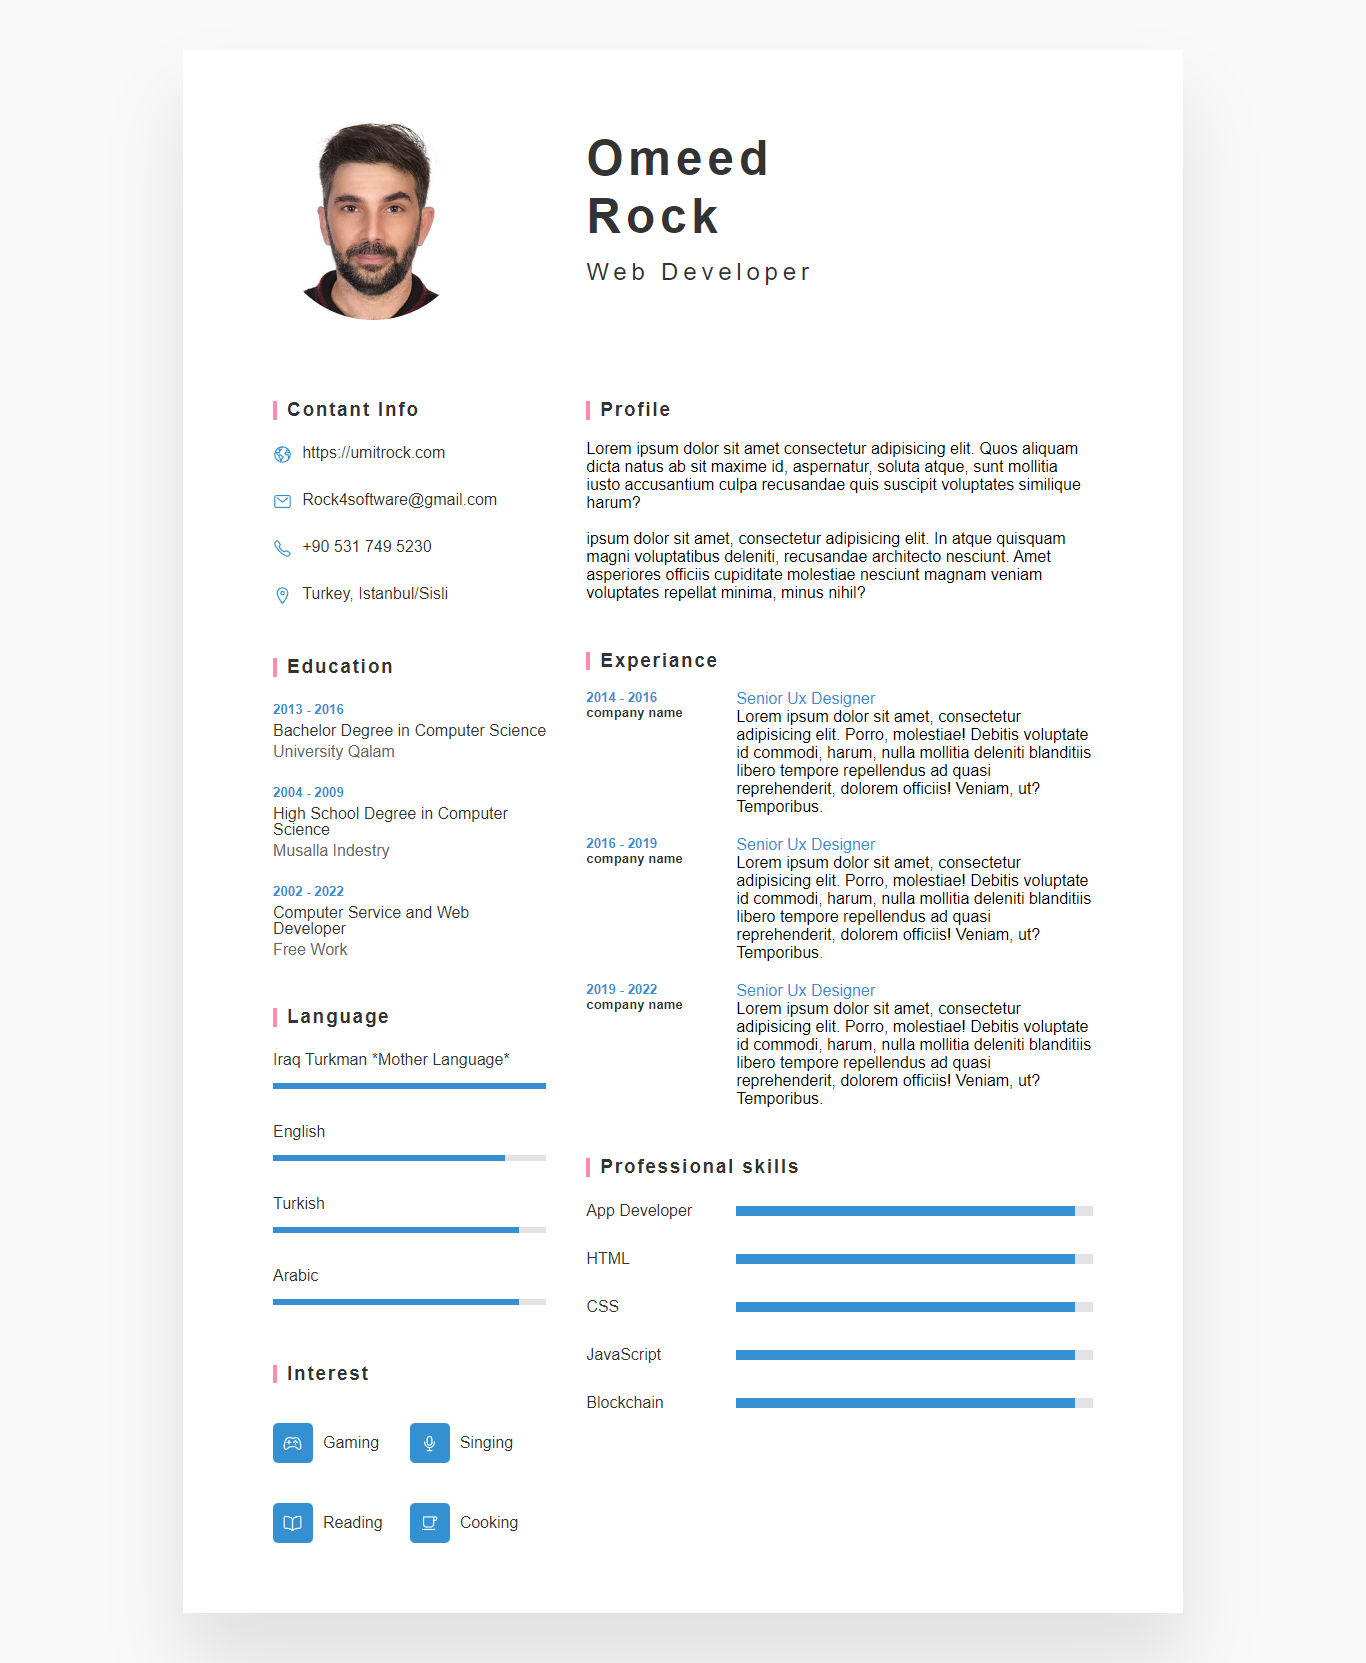 Omeed
Rock
Web Developer
Contant Info
https://umitrock.com
Rock4software@gmail.com
+90 531 749 5230
Turkey, Istanbul/Sisli
Education
2013 - 2016
Bachelor Degree in Computer Science
University Qalam
2004 - 2009
High School Degree in Computer
Science
Musalla Indestry
2002 - 2022
Computer Service and Web
Developer
Free Work
Language
Iraq Turkman *Mother Language*
English
Turkish
Arabic
Interest
Gaming
Singing
Reading
Cooking
Profile
Lorem ipsum dolor sit amet consectetur adipisicing elit. Quos aliquam
dicta natus ab sit maxime id, aspernatur, soluta atque, sunt mollitia
iusto accusantium culpa recusandae quis suscipit voluptates similique
harum?
ipsum dolor sit amet, consectetur adipisicing elit. In atque quisquam
magni voluptatibus deleniti, recusandae architecto nesciunt. Amet
asperiores officiis cupiditate molestiae nesciunt magnam veniam
voluptates repellat minima, minus nihil?
Experiance
2014 - 2016
company name
Senior Ux Designer
Lorem ipsum dolor sit amet, consectetur
adipisicing elit. Porro, molestiae! Debitis voluptate
id commodi, harum, nulla mollitia deleniti blanditiis
libero tempore repellendus ad quasi
reprehenderit, dolorem officiis! Veniam, ut?
Temporibus.
2016 - 2019
company name
Senior Ux Designer
Lorem ipsum dolor sit amet, consectetur
adipisicing elit. Porro, molestiae! Debitis voluptate
id commodi, harum, nulla mollitia deleniti blanditiis
libero tempore repellendus ad quasi
reprehenderit, dolorem officiis! Veniam, ut?
Temporibus.
2019 - 2022
company name
Senior Ux Designer
Lorem ipsum dolor sit amet, consectetur
adipisicing elit. Porro, molestiae! Debitis voluptate
id commodi, harum, nulla mollitia deleniti blanditiis
libero tempore repellendus ad quasi
reprehenderit, dolorem officiis! Veniam, ut?
Temporibus.
Professional skills
App Developer
HTML
CSS
JavaScript
Blockchain